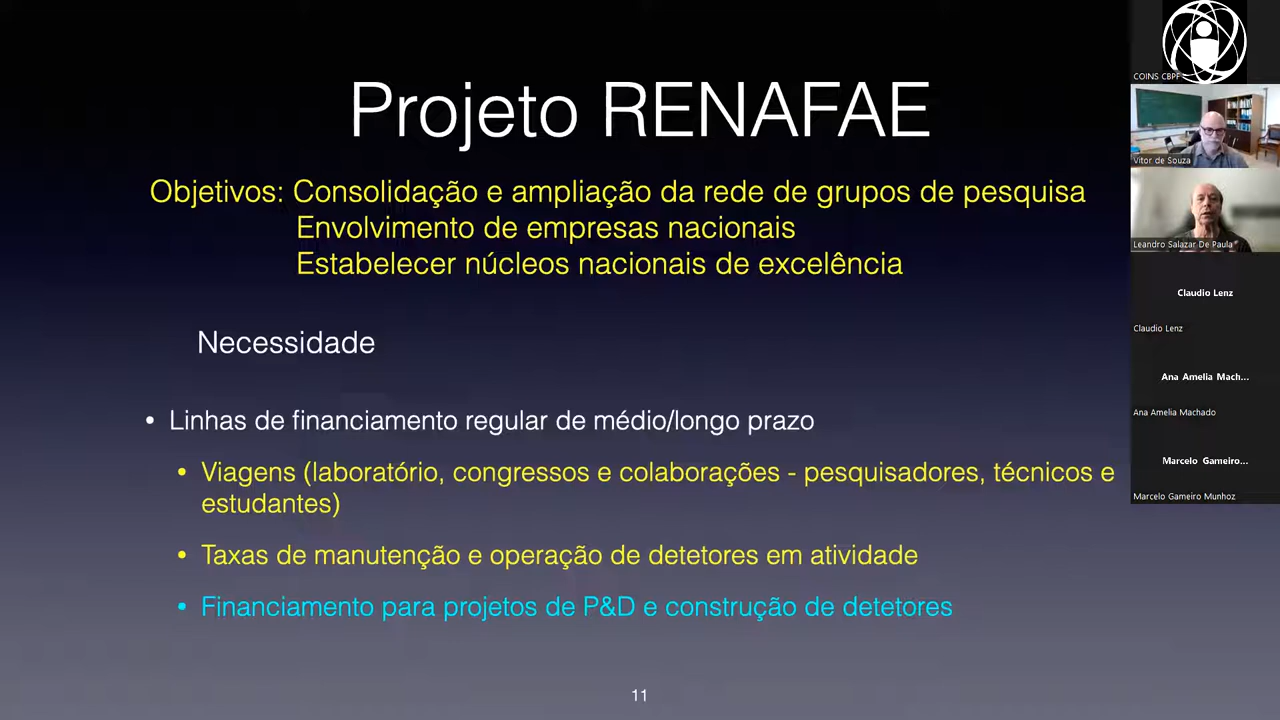 Projeto RENAFAE
Objetivos: Consolidação e ampliação da rede de grupos de pesquisa
Envolvimento de empresas nacionais
Estabelecer núcleos nacionais de excelência
Necessidade
• Linhas de financiamento regular de médio/longo prazo
• Viagens (laboratório, congressos e colaborações - pesquisadores, técnicos e
estudantes)
• Taxas de manutenção e operação de detetores em atividade
• Financiamento para projetos de P&D e construção de detetores
11
COINS CBPF
Vitor de Souza
Leandro Salazar De Paula
Claudio Lenz
Claudio Lenz
Ana Amelia Mach...
Ana Amelia Machado
Marcelo Gameiro...
Marcelo Gameiro Munhoz